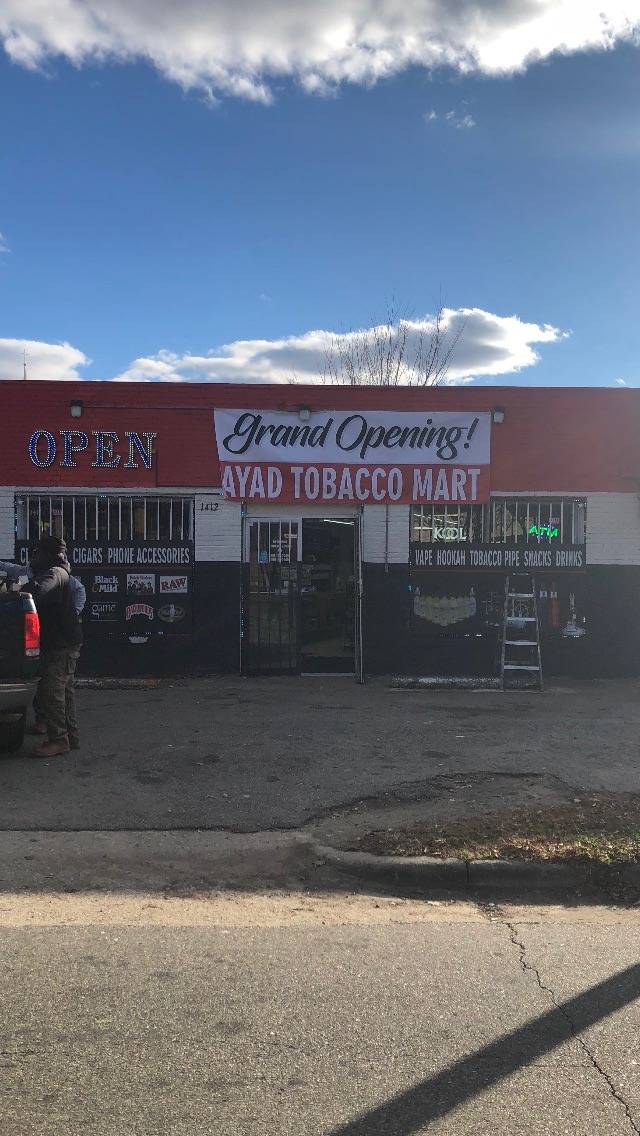 Grand Opening!
OPEN
AYAD TOBACCO MART
1412
KOOL
CIGARS PHONE ACCESSORIES
VAPE HOOKAH TOBACCO PIPE SNACKS DRINKS
Black
& Mild
RAW
game